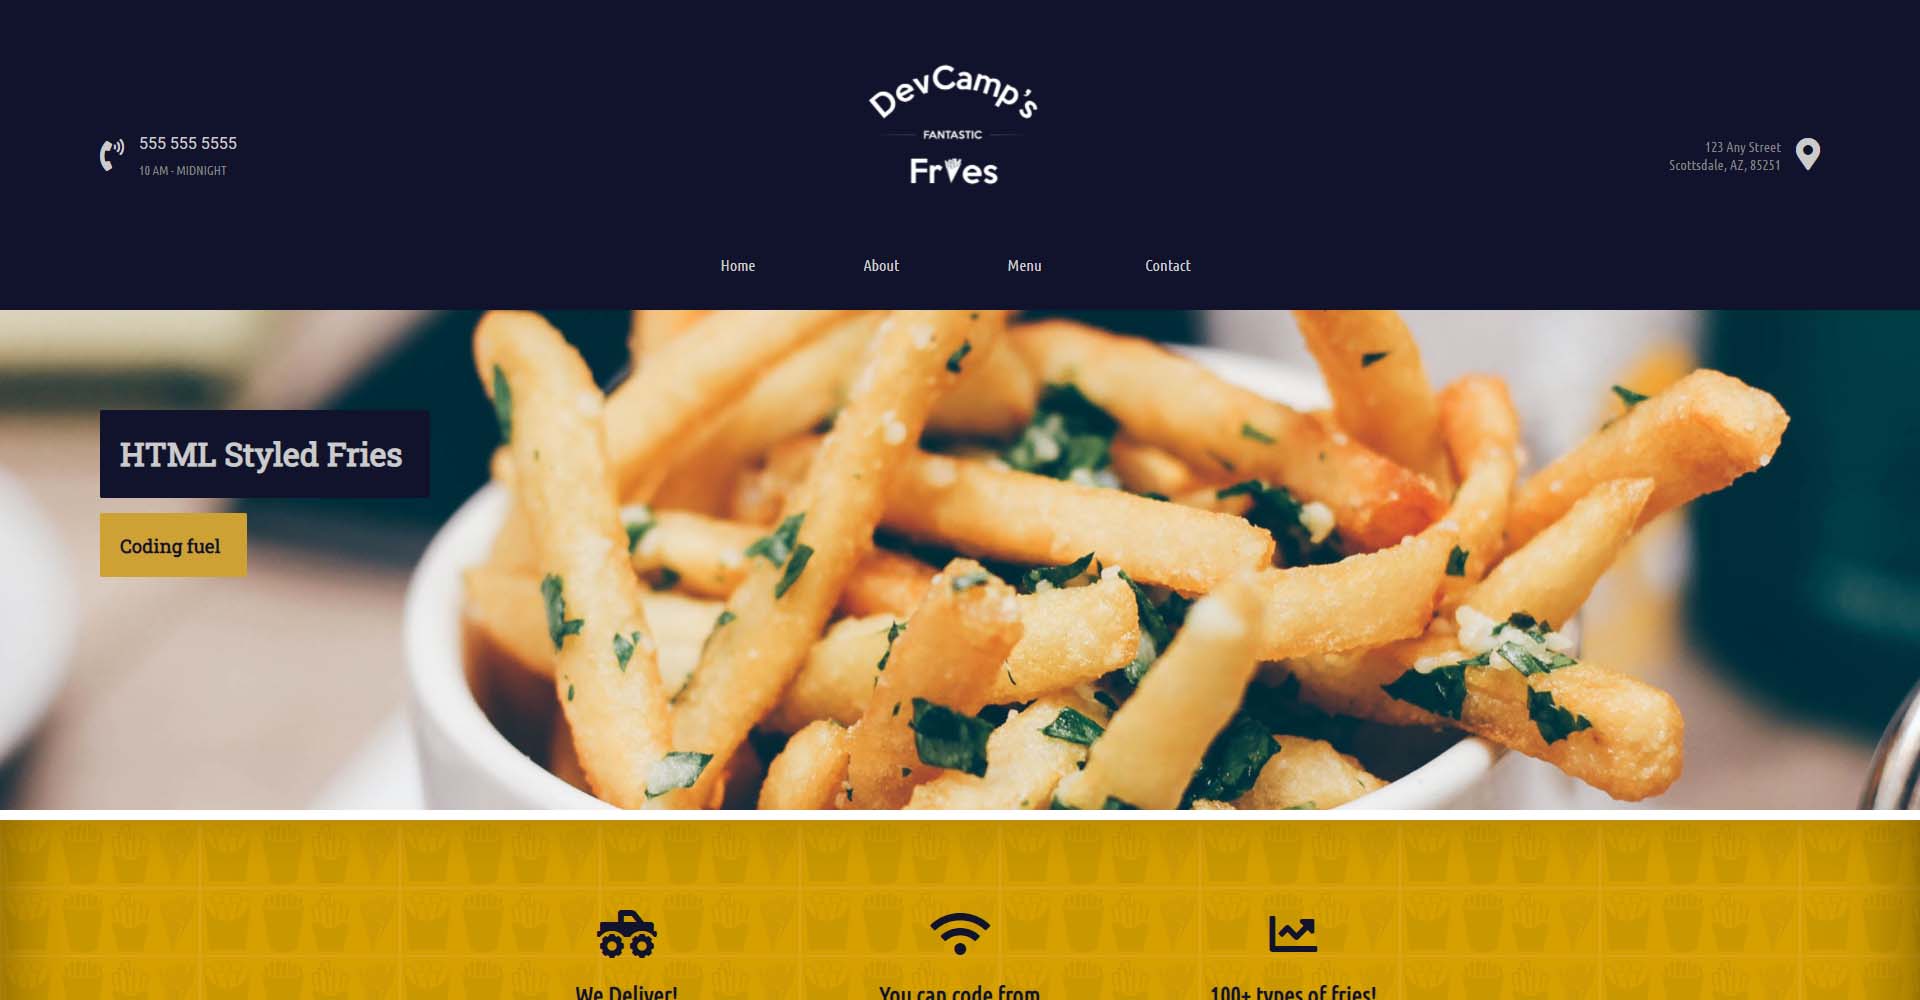 555 555 5555
10 AM - MIDNIGHT
DevCamp's
FANTASTIC
Fries
123 Any Street
Scottsdale, AZ, 85251
Home About Menu Contact
HTML Styled Fries
Coding fuel
We Deliver!
You can code from
100+ types of fries!